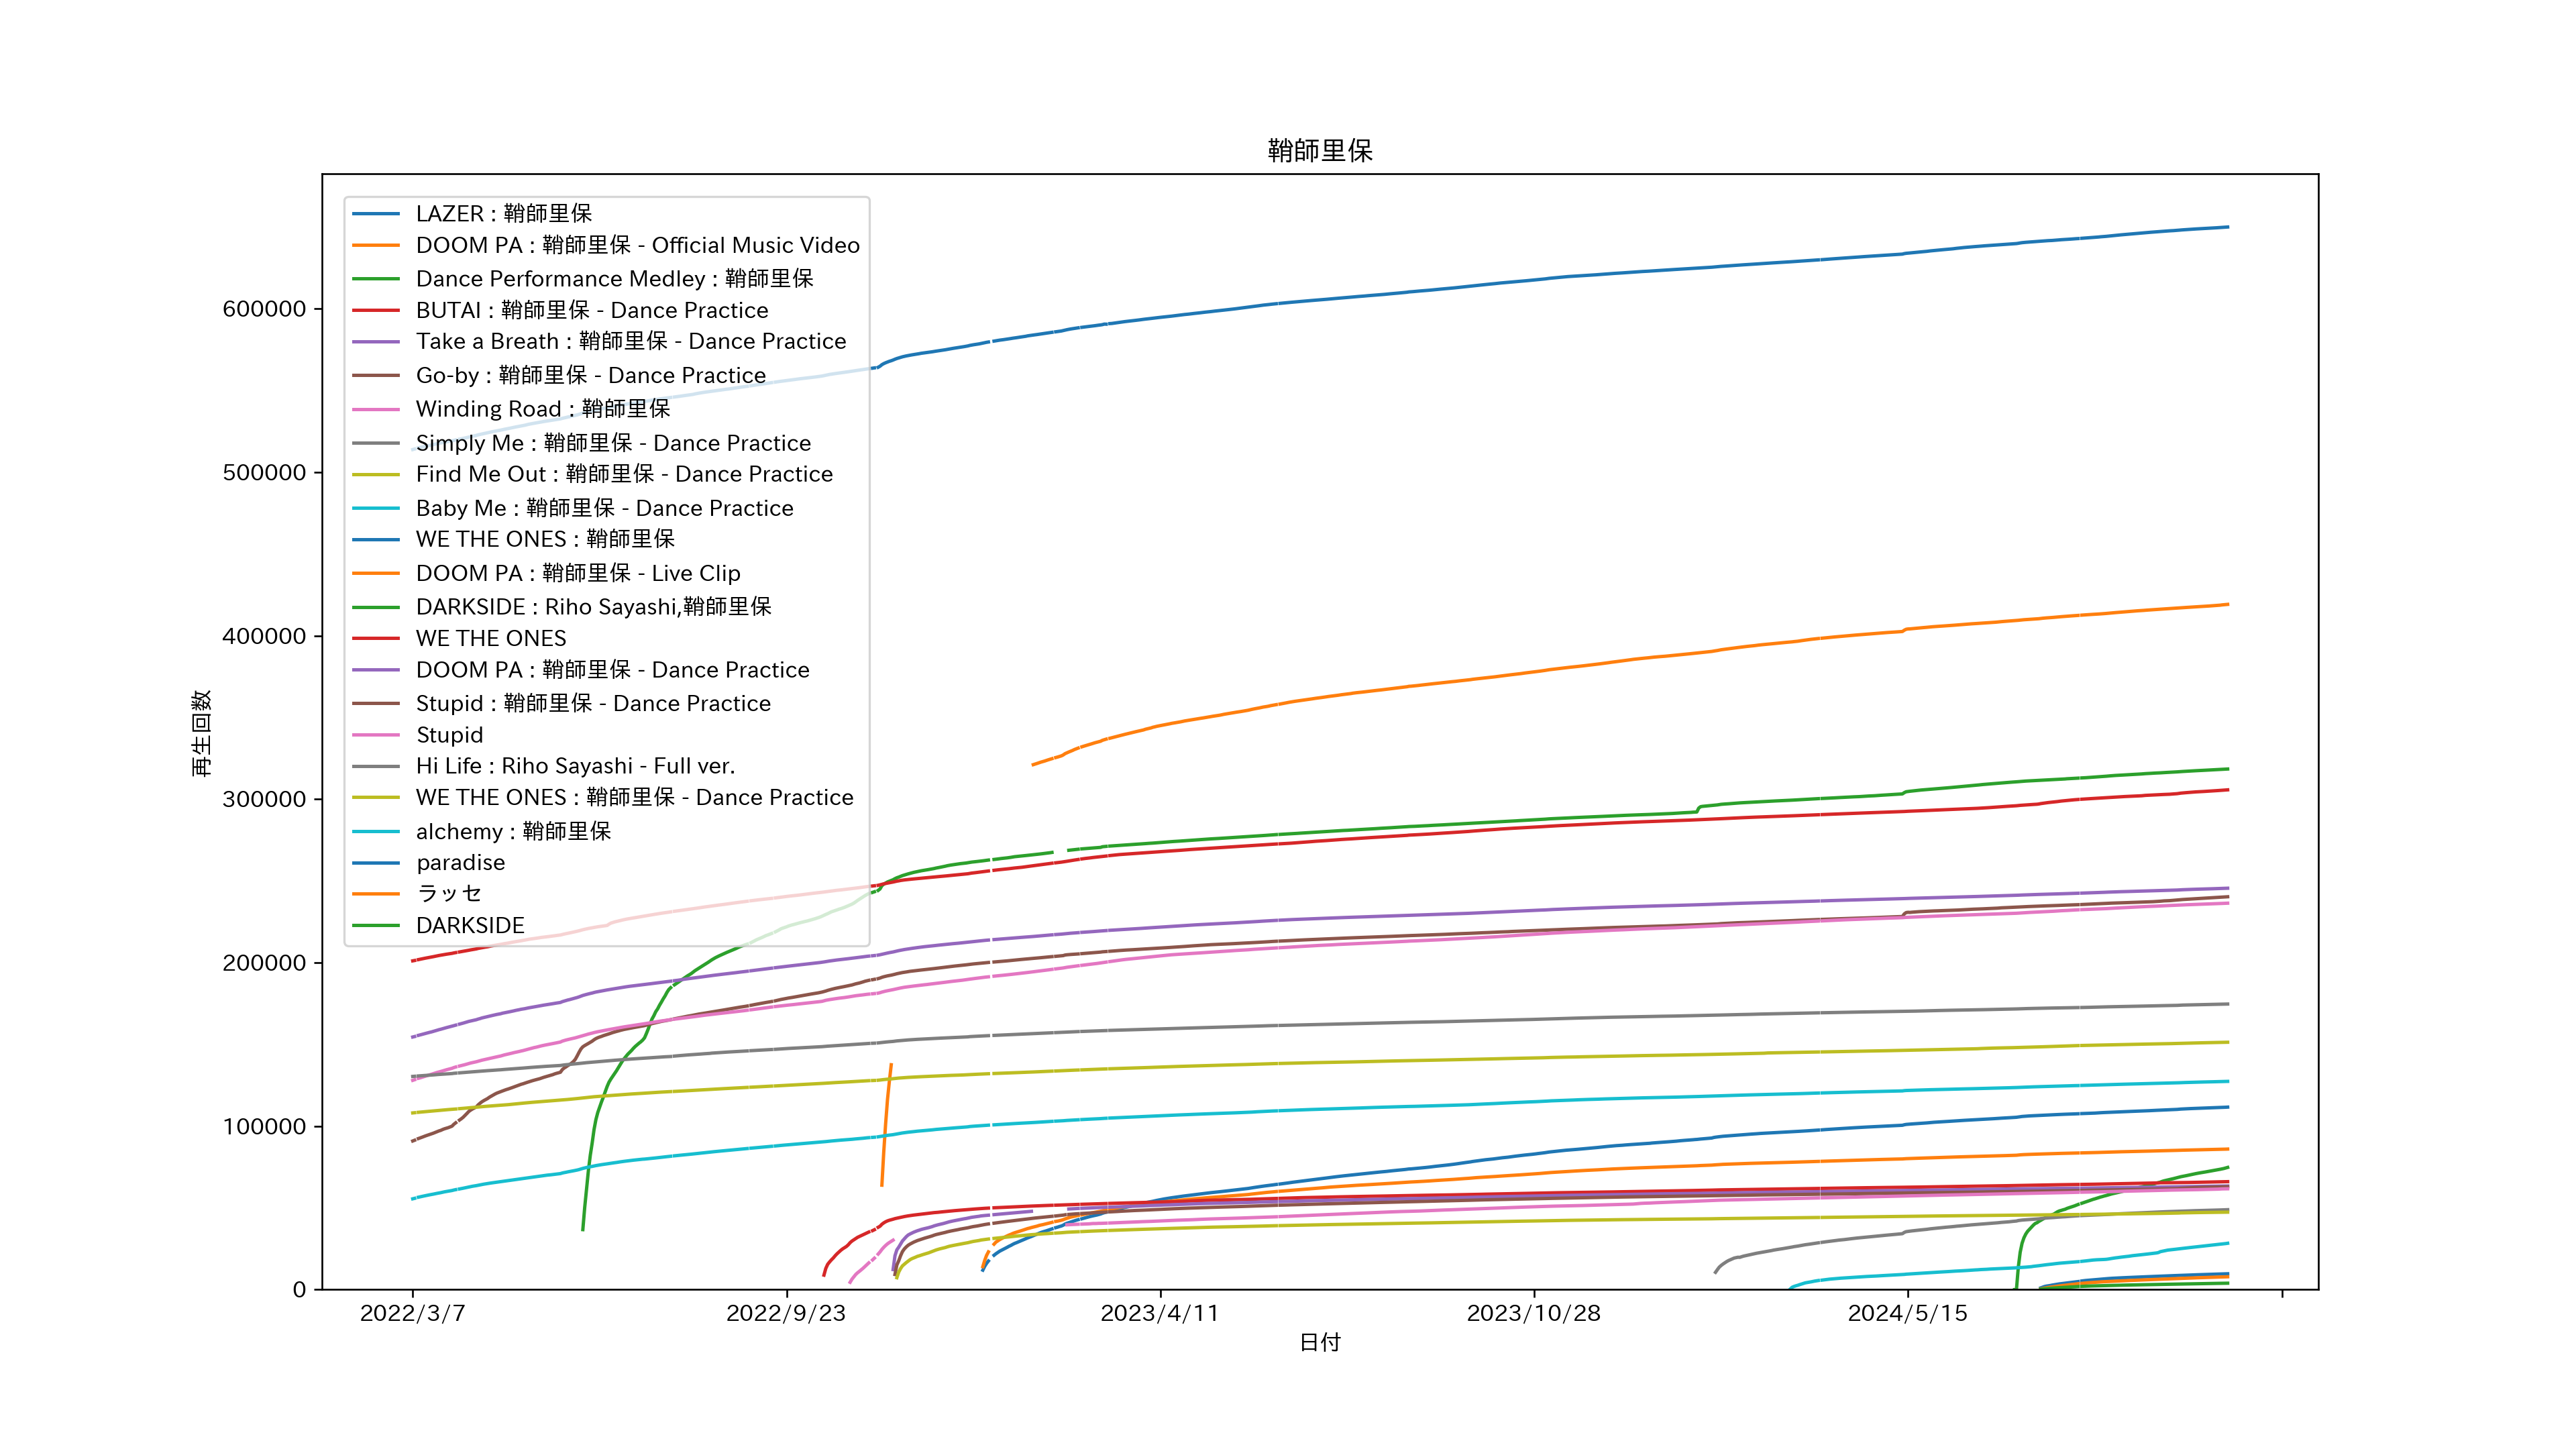 鞘師里保
LAZER : 鞘師里保
DOOM PA : 鞘師里保 - Official Music Video
Dance Performance Medley : 鞘師里保
BUTAI : 鞘師里保 - Dance Practice
Take a Breath : 鞘師里保 - Dance Practice
Go-by : 鞘師里保 - Dance Practice
Winding Road : 鞘師里保
Simply Me : 鞘師里保 - Dance Practice
Find Me Out : 鞘師里保 - Dance Practice
Baby Me : 鞘師里保 - Dance Practice
WE THE ONES : 鞘師里保
DOOM PA : 鞘師里保 - Live Clip
DARKSIDE : Riho Sayashi,鞘師里保
WE THE ONES
DOOM PA : 鞘師里保 - Dance Practice
Stupid : 鞘師里保 - Dance Practice
Stupid
Hi Life : Riho Sayashi - Full ver.
WE THE ONES : 鞘師里保 - Dance Practice
alchemy : 鞘師里保
paradise
ラッセ
DARKSIDE
再生回数
600000
500000
400000
300000
200000
100000
0
2022/3/7 2022/9/23 2023/4/11 2023/10/28 2024/5/15
日付